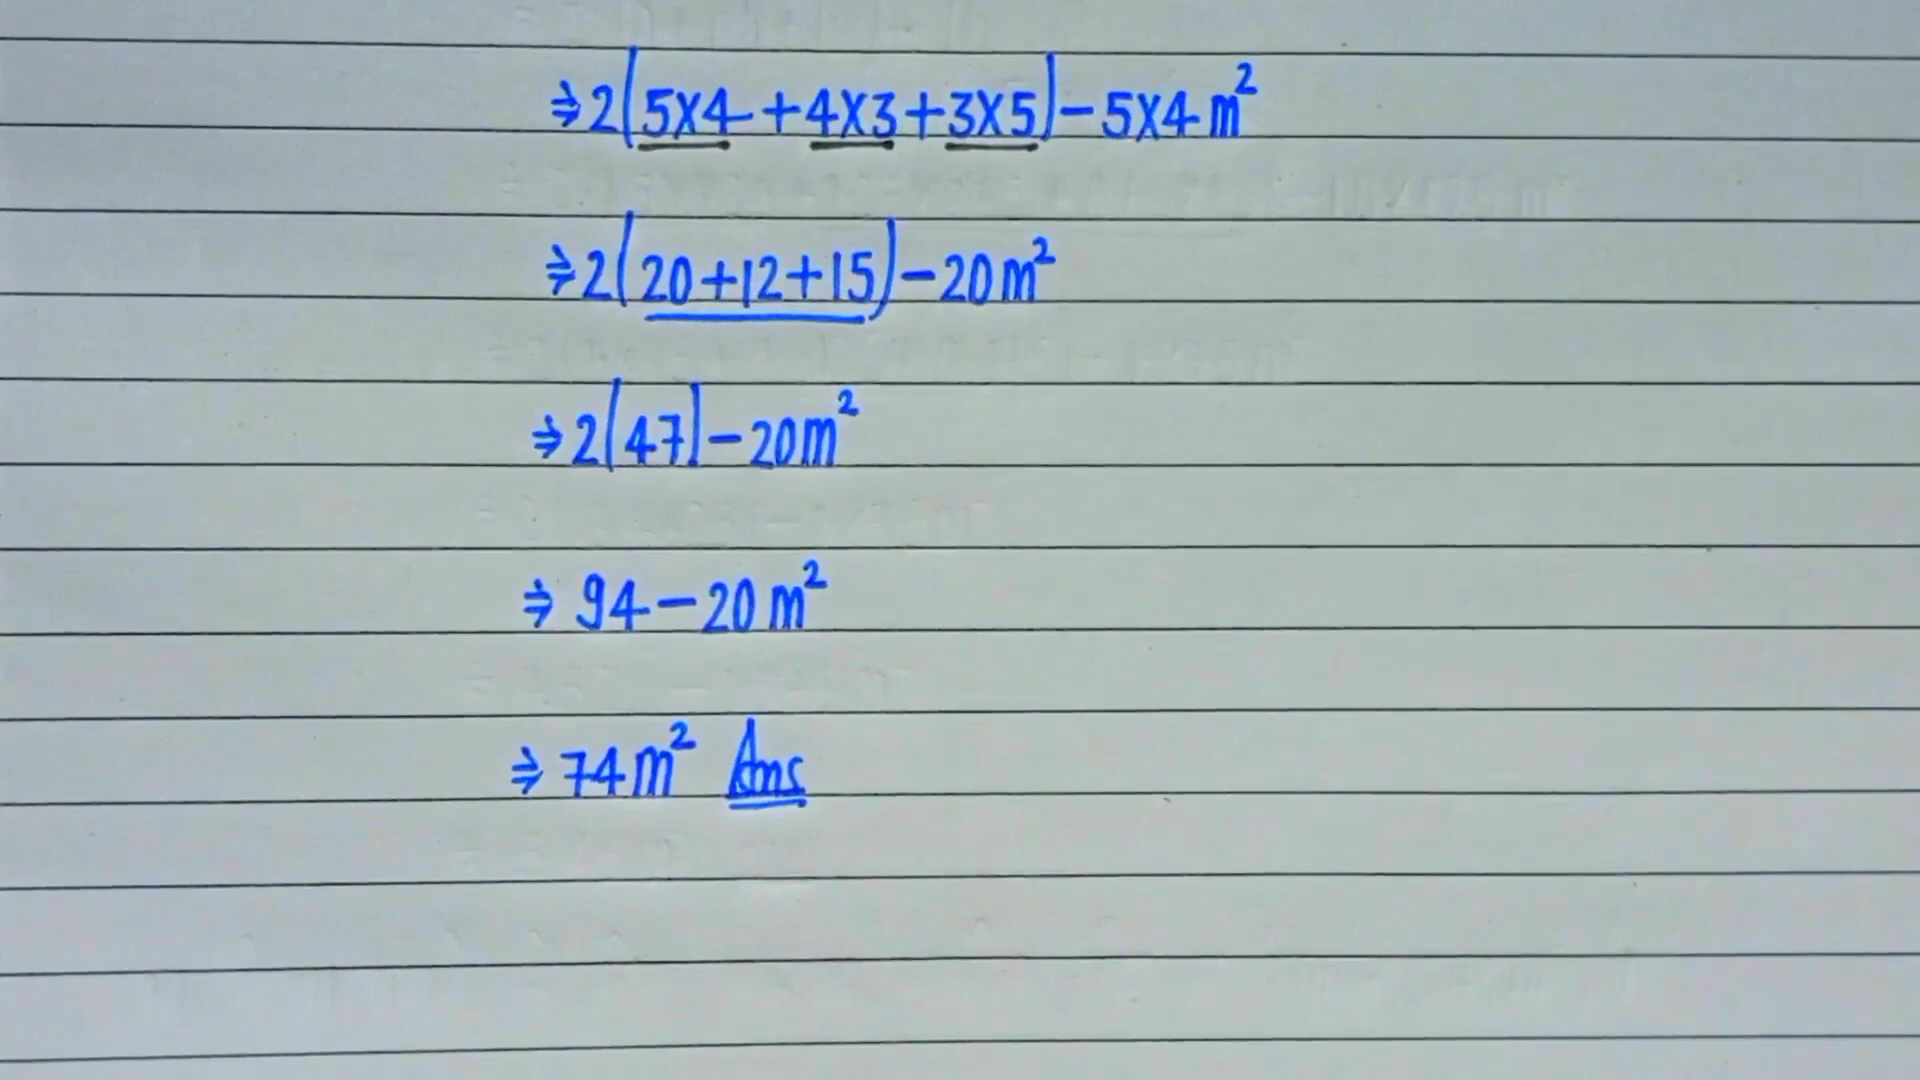 ⇒ 2(5×4 + 4×3 + 3×5) - 5×4 m²
⇒ 2(20+12+15) - 20m²
⇒ 2(47) - 20m²
⇒ 94 - 20m²
⇒ 74m² Ans